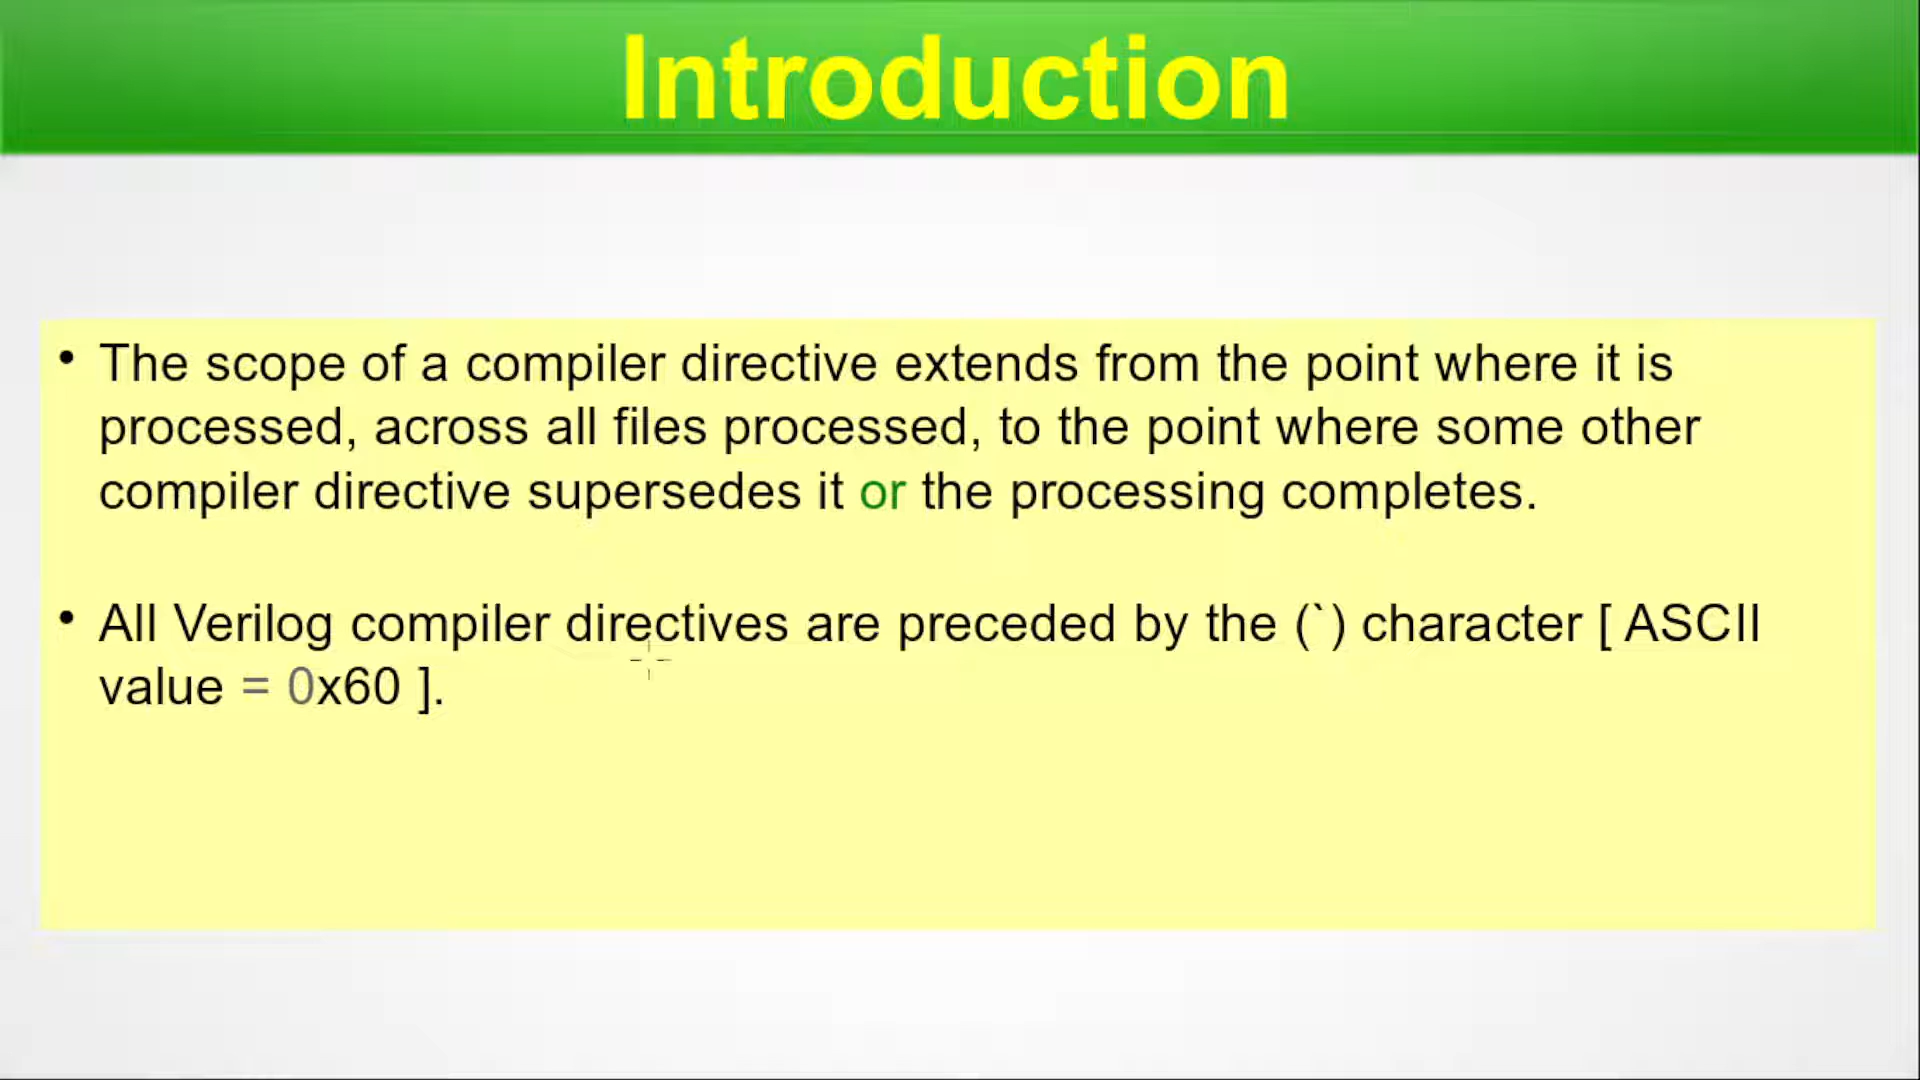 Introduction
• The scope of a compiler directive extends from the point where it is
processed, across all files processed, to the point where some other
compiler directive supersedes it or the processing completes.
• All Verilog compiler directives are preceded by the (`) character [ ASCII
value = 0x60 ].